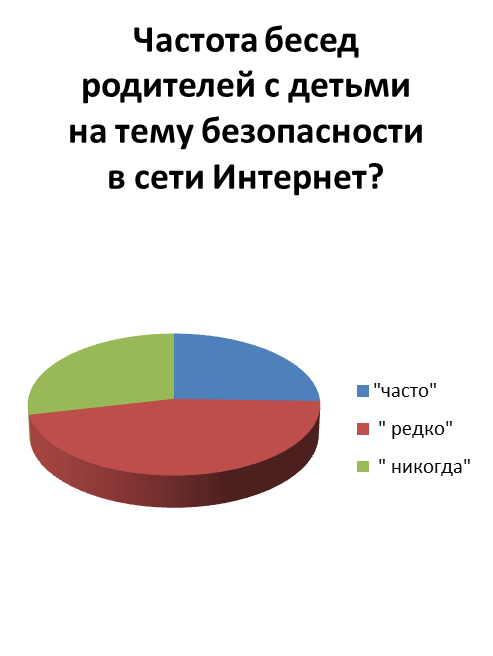 Частота бесед
родителей с детьми
на тему безопасности
в сети Интернет?
"часто"
" редко"
" никогда"